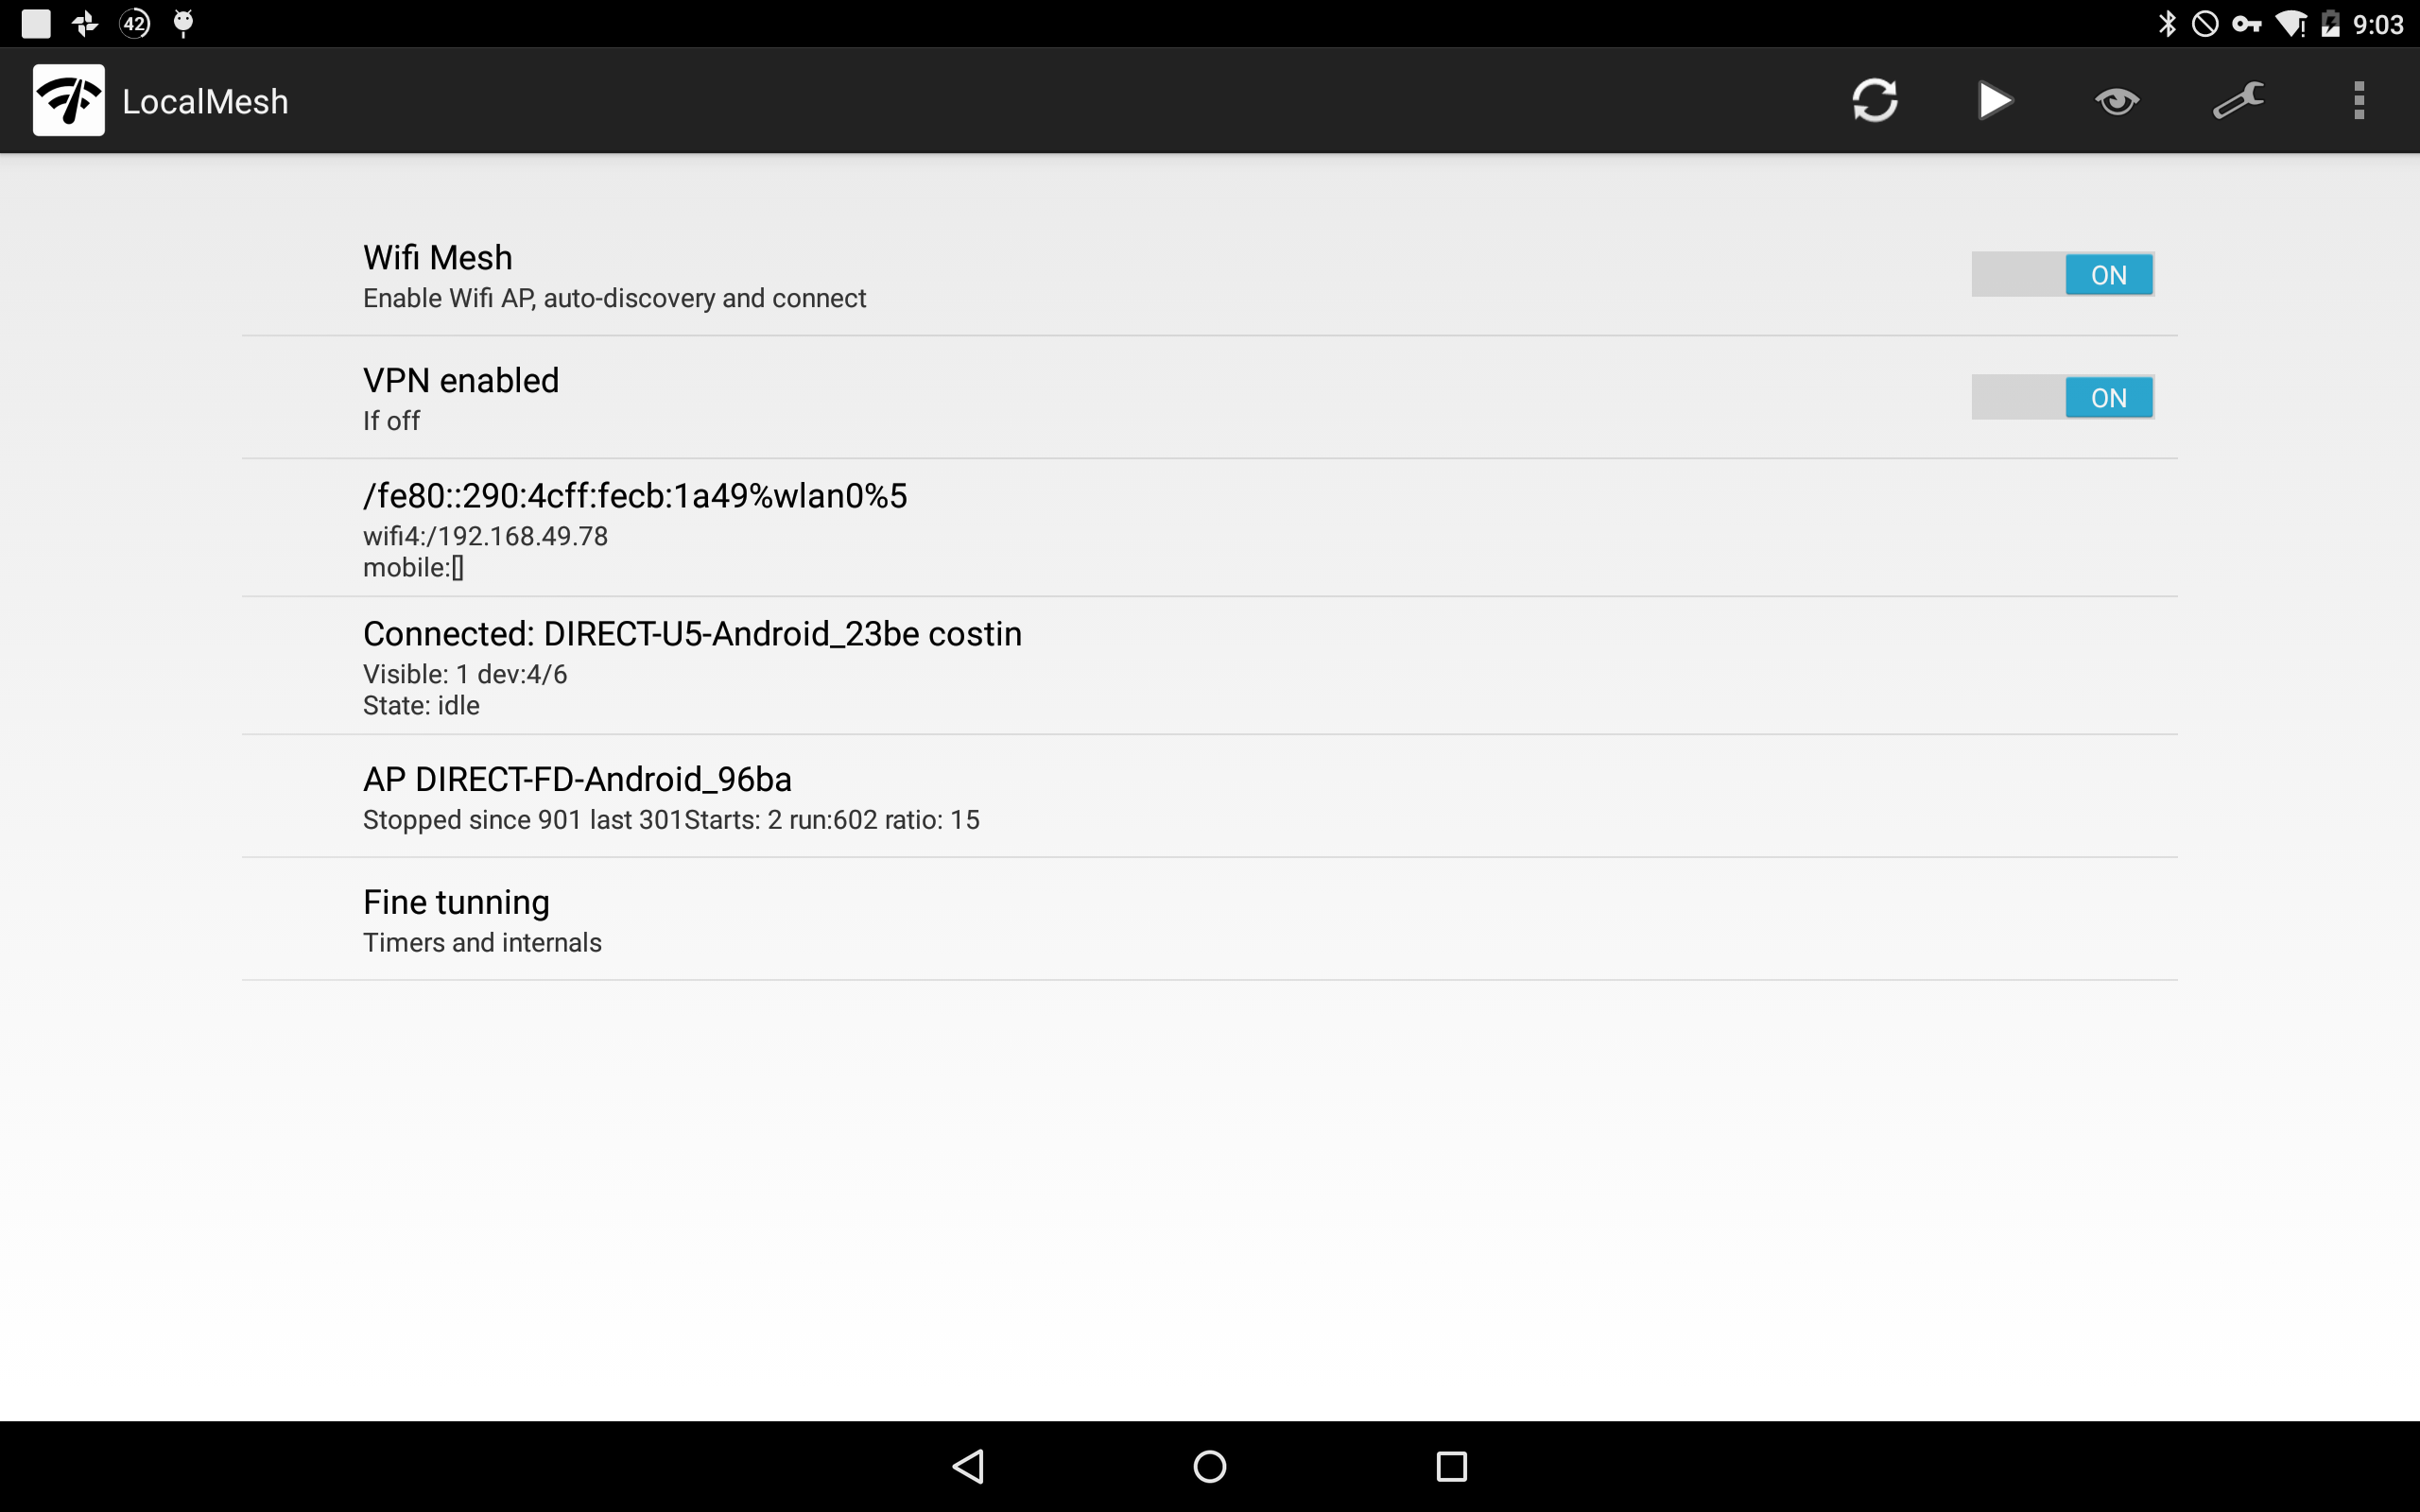 42
9:03
LocalMesh
Wifi Mesh
Enable Wifi AP, auto-discovery and connect
ON
VPN enabled
If off
ON
/fe80::290:4cff:fecb:1a49%wlan0%5
wifi4:/192.168.49.78
mobile:[]
Connected: DIRECT-U5-Android_23be costin
Visible: 1 dev:4/6
State: idle
AP DIRECT-FD-Android_96ba
Stopped since 901 last 301Starts: 2 run:602 ratio: 15
Fine tunning
Timers and internals